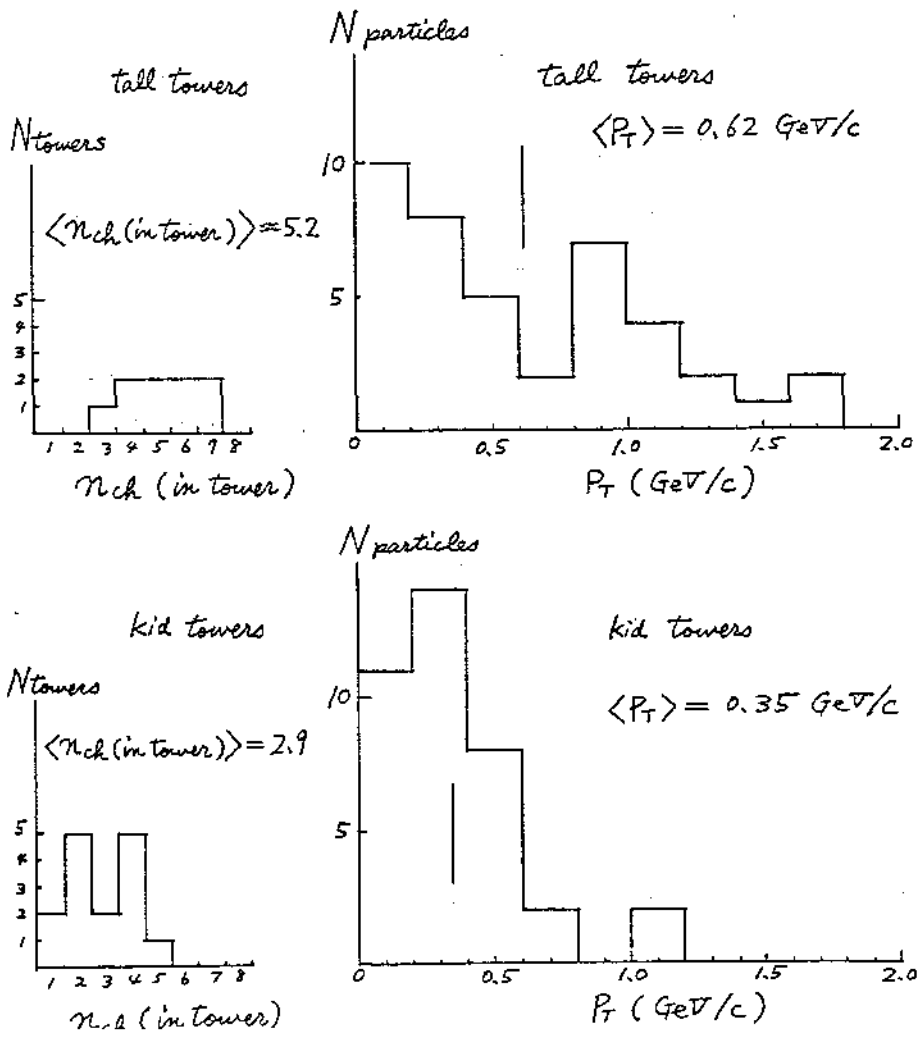 N particles
tall towers
tall towers
⟨P_T⟩ = 0.62 GeV/c
N towers
10
⟨n_ch (in tower)⟩ = 5.2
5
5
4
3
2
1
1 2 3 4 5 6 7 8
0 0.5 1.0 1.5 2.0
n_ch (in tower)
P_T (GeV/c)
N particles
kid towers
kid towers
N towers
10
⟨P_T⟩ = 0.35 GeV/c
⟨n_ch (in tower)⟩ = 2.9
5
5
4
3
2
1
1 2 3 4 5 6 7 8
0 0.5 1.0 1.5 2.0
(in tower)
P_T (GeV/c)